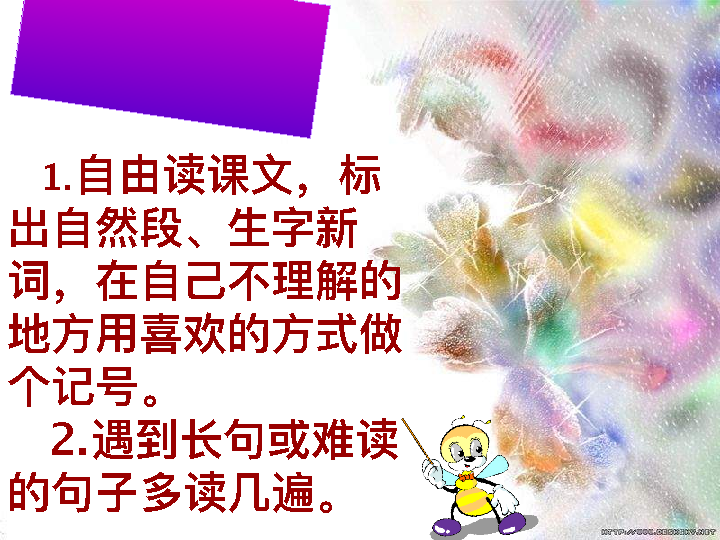 1.自由读课文，标
出自然段、生字新
词，在自己不理解的
地方用喜欢的方式做
个记号。
2.遇到长句或难读
的句子多读几遍。